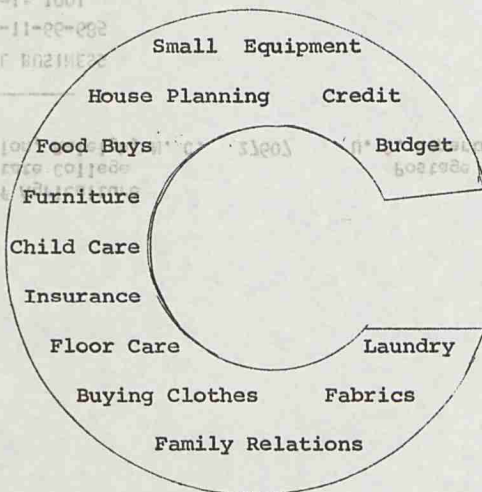 Small Equipment
House Planning Credit
Food Buys Budget
Furniture
Child Care
Insurance
Floor Care Laundry
Buying Clothes Fabrics
Family Relations
27607